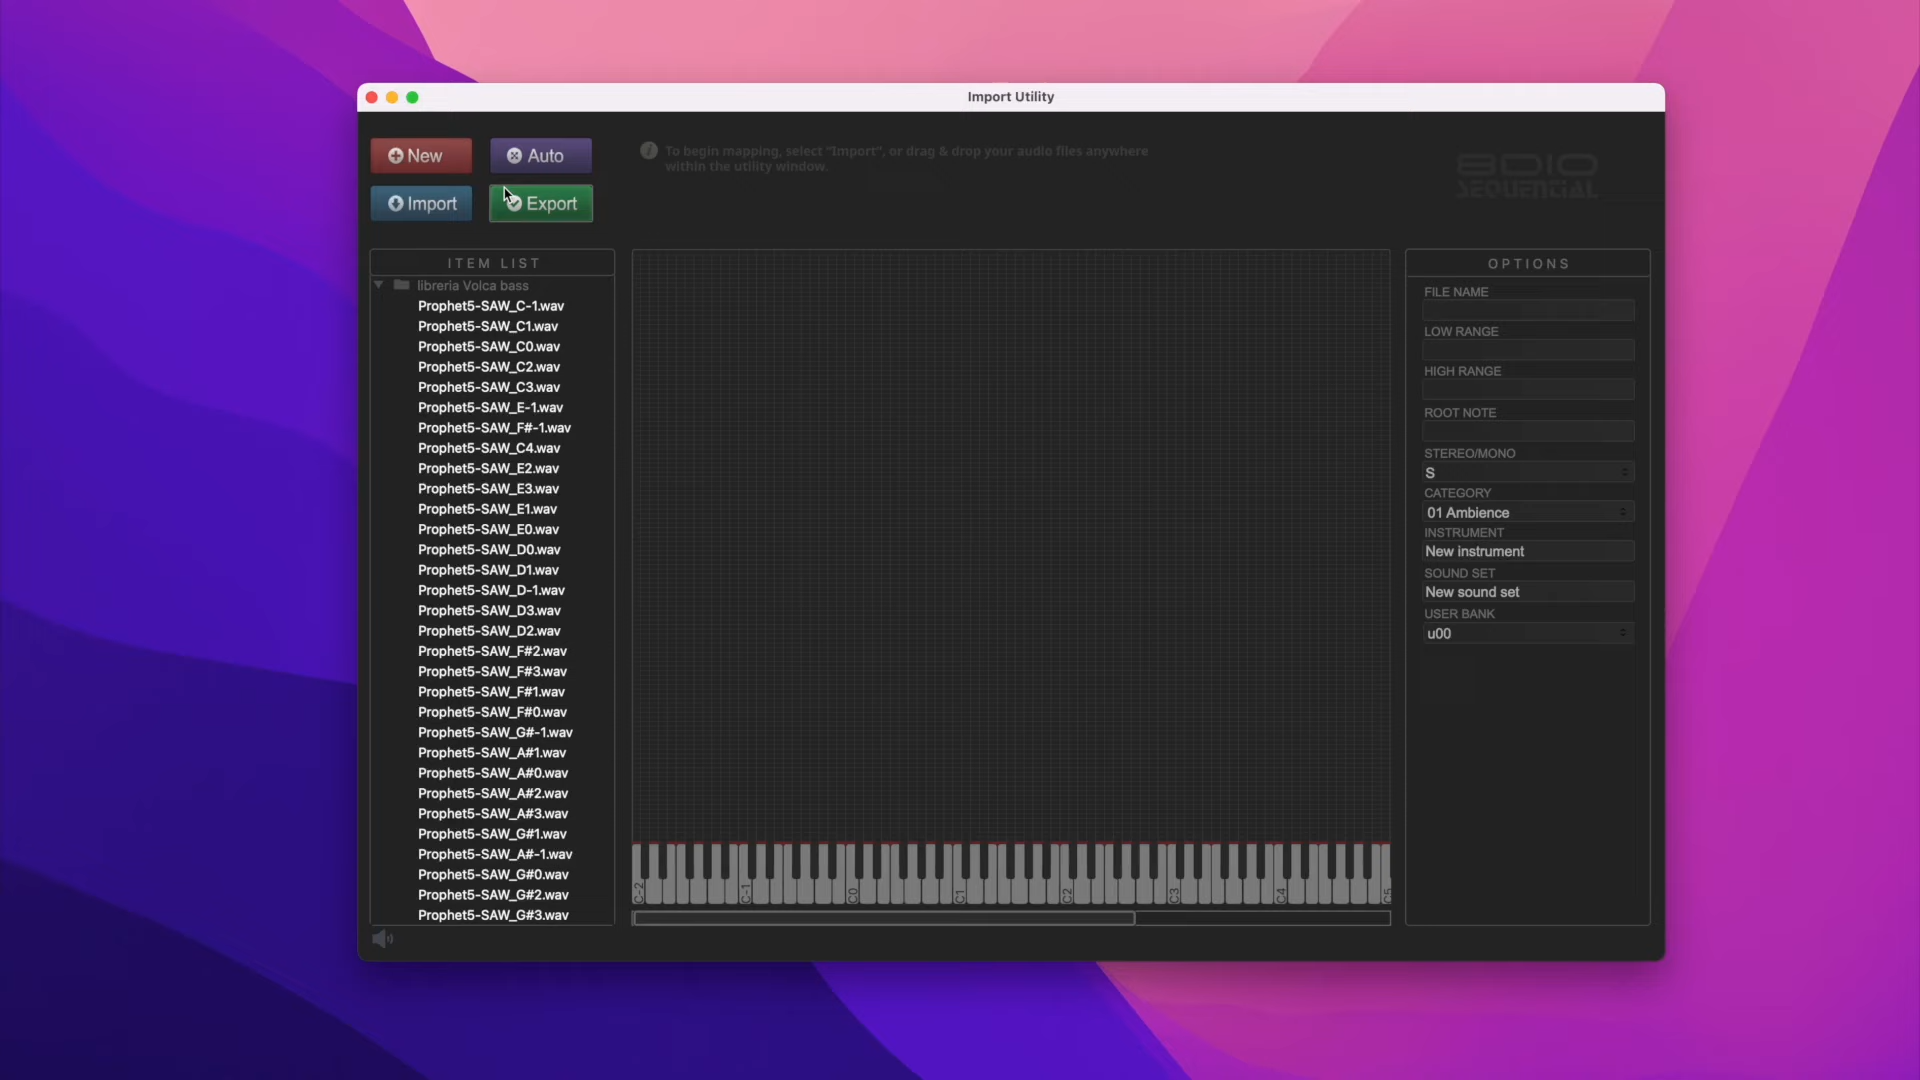 Import Utility
New
Auto
Import
Export
To begin mapping, select "Import", or drag & drop your audio files anywhere
within the utility window.
8DIO
SEQUENTIAL
ITEM LIST
libreria Volca bass
Prophet5-SAW_C-1.wav
Prophet5-SAW_C1.wav
Prophet5-SAW_C0.wav
Prophet5-SAW_C2.wav
Prophet5-SAW_C3.wav
Prophet5-SAW_E-1.wav
Prophet5-SAW_F#-1.wav
Prophet5-SAW_C4.wav
Prophet5-SAW_E2.wav
Prophet5-SAW_E3.wav
Prophet5-SAW_E1.wav
Prophet5-SAW_E0.wav
Prophet5-SAW_D0.wav
Prophet5-SAW_D1.wav
Prophet5-SAW_D-1.wav
Prophet5-SAW_D3.wav
Prophet5-SAW_D2.wav
Prophet5-SAW_F#2.wav
Prophet5-SAW_F#3.wav
Prophet5-SAW_F#1.wav
Prophet5-SAW_F#0.wav
Prophet5-SAW_G#-1.wav
Prophet5-SAW_A#1.wav
Prophet5-SAW_A#0.wav
Prophet5-SAW_A#2.wav
Prophet5-SAW_A#3.wav
Prophet5-SAW_G#1.wav
Prophet5-SAW_A#-1.wav
Prophet5-SAW_G#0.wav
Prophet5-SAW_G#2.wav
Prophet5-SAW_G#3.wav
C-2
C-1
C0
C1
C2
C3
C4
C5
OPTIONS
FILE NAME
LOW RANGE
HIGH RANGE
ROOT NOTE
STEREO/MONO
S
CATEGORY
01 Ambience
INSTRUMENT
New instrument
SOUND SET
New sound set
USER BANK
u00